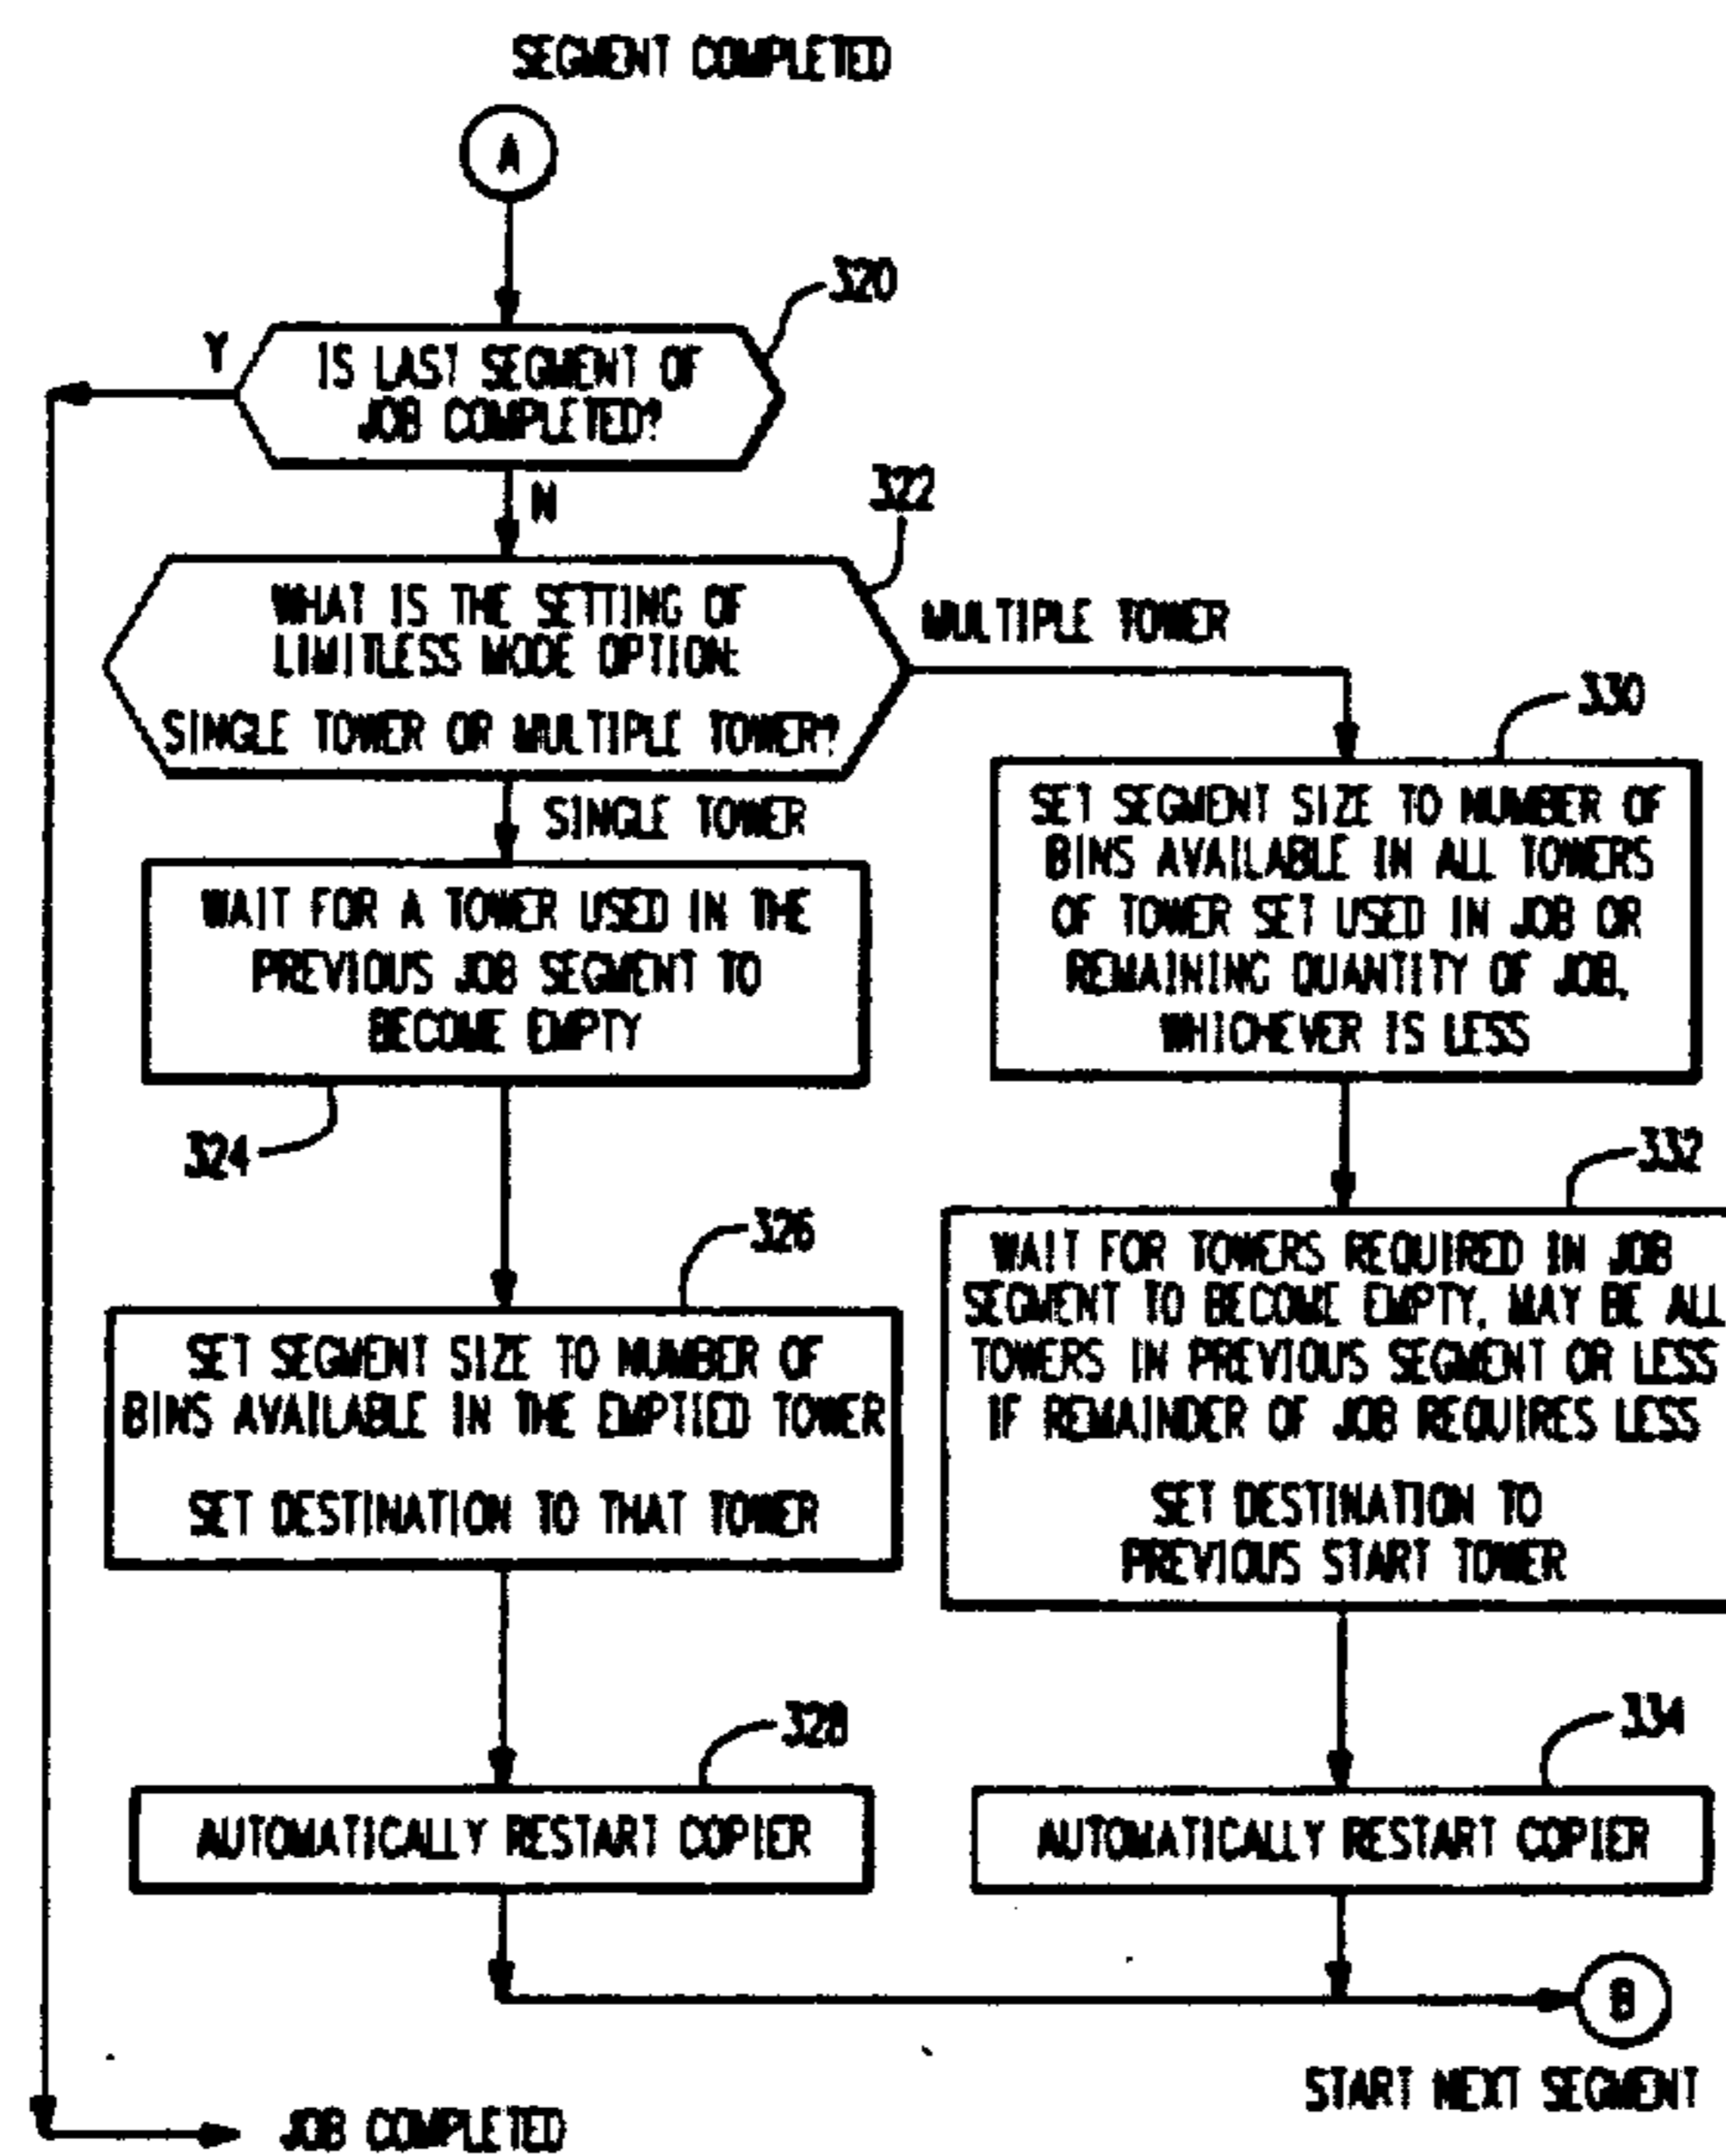 SEGMENT COMPLETED
A
320
Y
IS LAST SEGMENT OF
JOB COMPLETED?
N
322
WHAT IS THE SETTING OF
LIMITLESS MODE OPTION:
SINGLE TOWER OR MULTIPLE TOWER?
MULTIPLE TOWER
SINGLE TOWER
330
SET SEGMENT SIZE TO NUMBER OF
BINS AVAILABLE IN ALL TOWERS
OF TOWER SET USED IN JOB OR
REMAINING QUANTITY OF JOB,
WHICHEVER IS LESS
WAIT FOR A TOWER USED IN THE
PREVIOUS JOB SEGMENT TO
BECOME EMPTY
324
332
WAIT FOR TOWERS REQUIRED IN JOB
SEGMENT TO BECOME EMPTY, MAY BE ALL
TOWERS IN PREVIOUS SEGMENT OR LESS
IF REMAINDER OF JOB REQUIRES LESS
SET DESTINATION TO
PREVIOUS START TOWER
326
SET SEGMENT SIZE TO NUMBER OF
BINS AVAILABLE IN THE EMPTIED TOWER
SET DESTINATION TO THAT TOWER
328
AUTOMATICALLY RESTART COPIER
334
AUTOMATICALLY RESTART COPIER
B
START NEXT SEGMENT
JOB COMPLETED